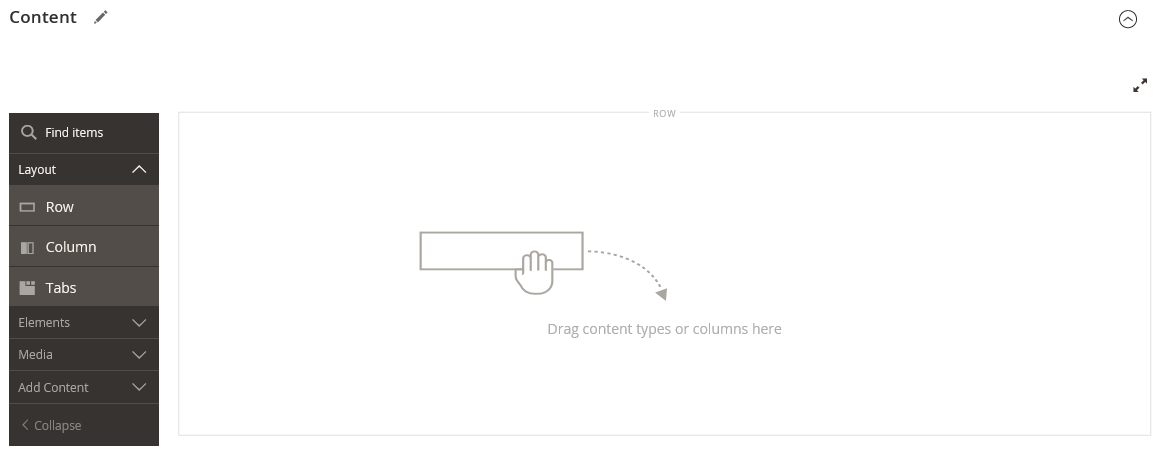 Content
Find items
ROW
Layout
Row
Column
Tabs
Elements
Media
Add Content
Collapse
Drag content types or columns here